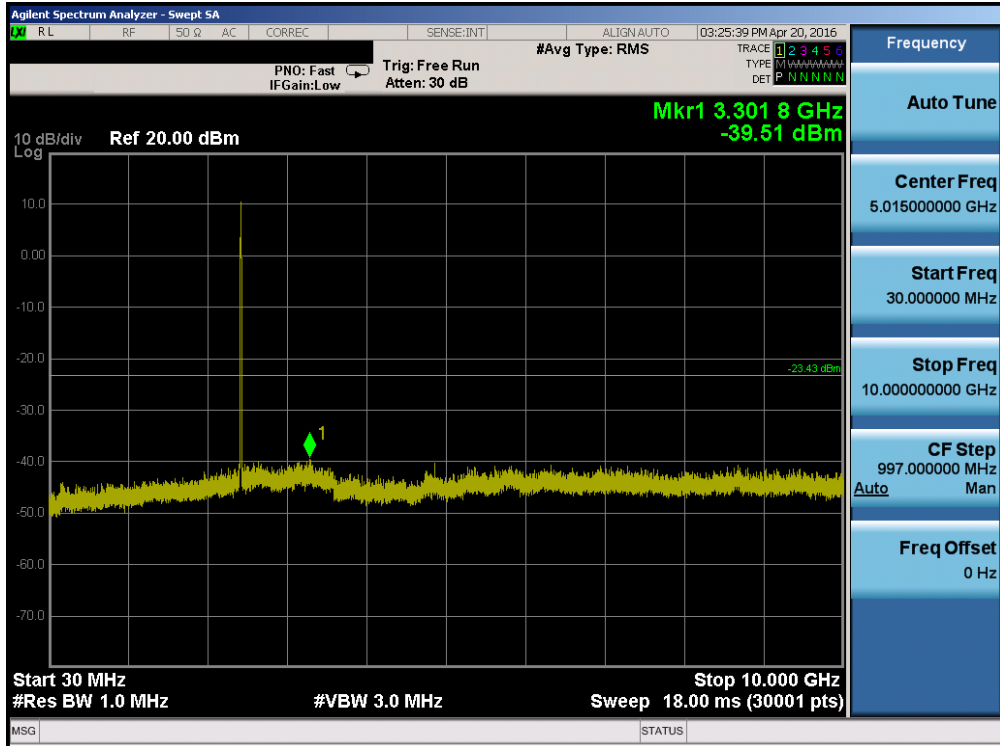 Agilent Spectrum Analyzer - Swept SA
LXI RL RF 50 Ω AC CORREC SENSE:INT ALIGN AUTO 03:25:39 PM Apr 20, 2016
#Avg Type: RMS TRACE 1 2 3 4 5 6
PNO: Fast Trig: Free Run TYPE M WWWWW
IFGain:Low Atten: 30 dB DET P N N N N N
Mkr1 3.301 8 GHz
-39.51 dBm
10 dB/div Ref 20.00 dBm
Log
10.0
0.00
-10.0
-20.0
-23.43 dBm
-30.0
1
-40.0
-50.0
-60.0
-70.0
Start 30 MHz Stop 10.000 GHz
#Res BW 1.0 MHz #VBW 3.0 MHz Sweep 18.00 ms (30001 pts)
MSG STATUS
Frequency
Auto Tune
Center Freq
5.015000000 GHz
Start Freq
30.000000 MHz
Stop Freq
10.000000000 GHz
CF Step
997.000000 MHz
Auto Man
Freq Offset
0 Hz